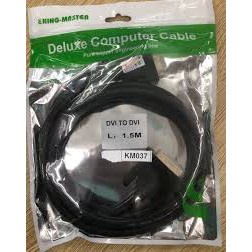 KING-MASTER
Deluxe Computer Cable
DVI TO DVI
L: 1.5M
KM037